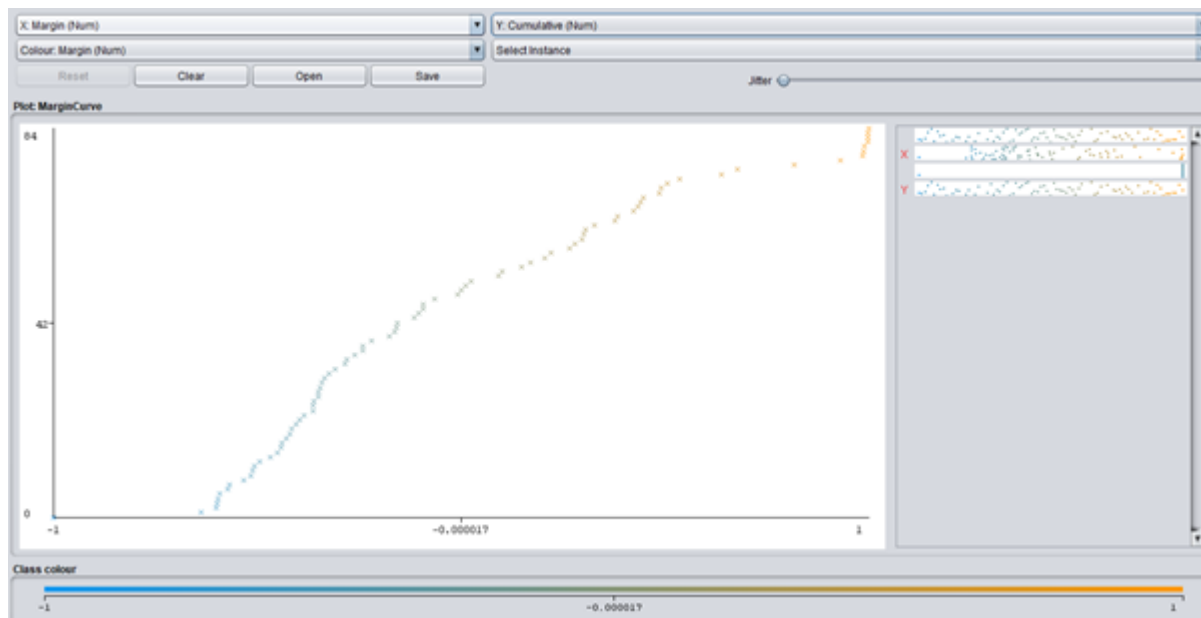 X: Margin (Num)
Y: Cumulative (Num)
Colour: Margin (Num)
Select Instance
Reset
Clear
Open
Save
Jitter
Plot: MarginCurve
84
42
0
-1
-0.000017
1
X
Y
Class colour
-1
-0.000017
1